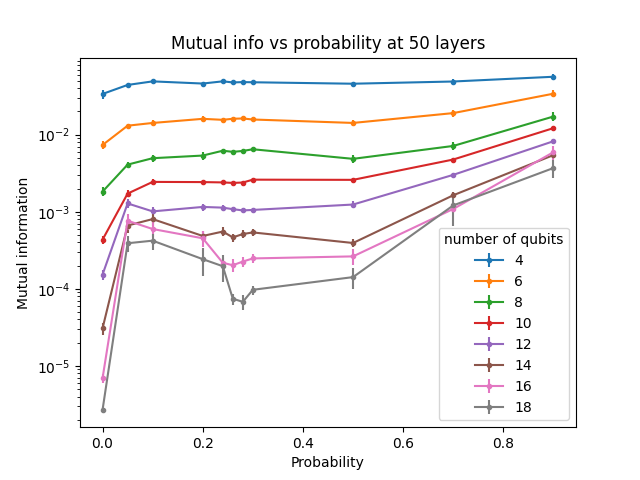 Mutual info vs probability at 50 layers
Mutual information
10⁻²
10⁻³
10⁻⁴
10⁻⁵
number of qubits
4
6
8
10
12
14
16
18
0.0 0.2 0.4 0.6 0.8
Probability